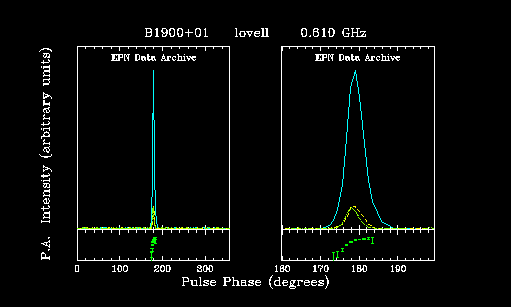 B1900+01 lovell 0.610 GHz
EPN Data Archive EPN Data Archive
P.A. Intensity (arbitrary units)
0 100 200 300 160 170 180 190
Pulse Phase (degrees)